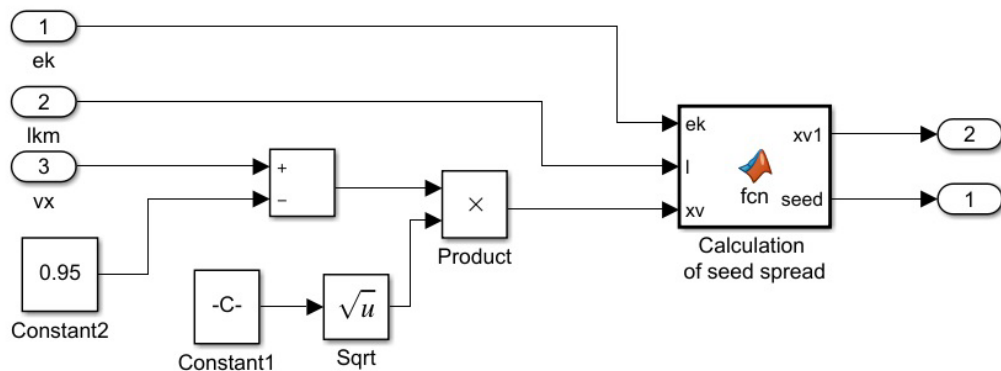 1
ek
2
lkm
3
vx
+
−
0.95
Constant2
-C-
Constant1
√u
Sqrt
×
Product
ek
l
xv
fcn
xv1
seed
Calculation
of seed spread
2
1